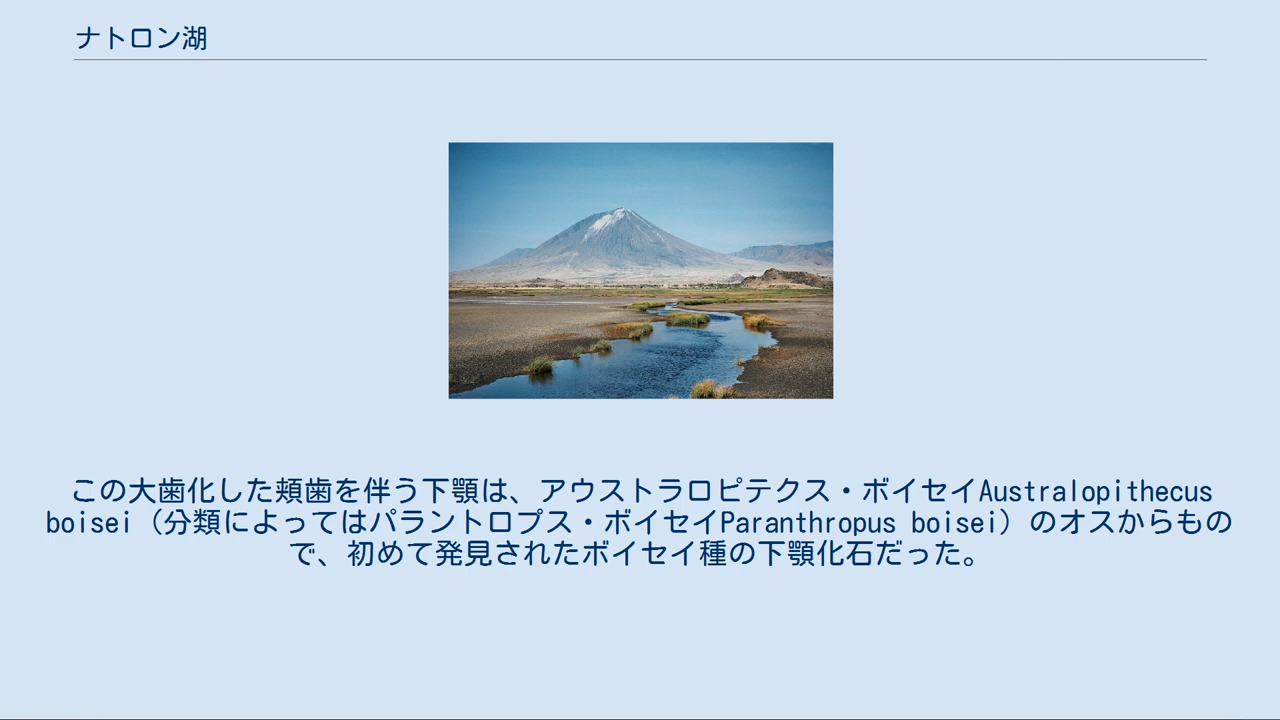 ナトロン湖
この大歯化した頬歯を伴う下顎は、アウストラロピテクス・ボイセイAustralopithecus
boisei（分類によってはパラントロプス・ボイセイParanthropus boisei）のオスからもの
で、初めて発見されたボイセイ種の下顎化石だった。